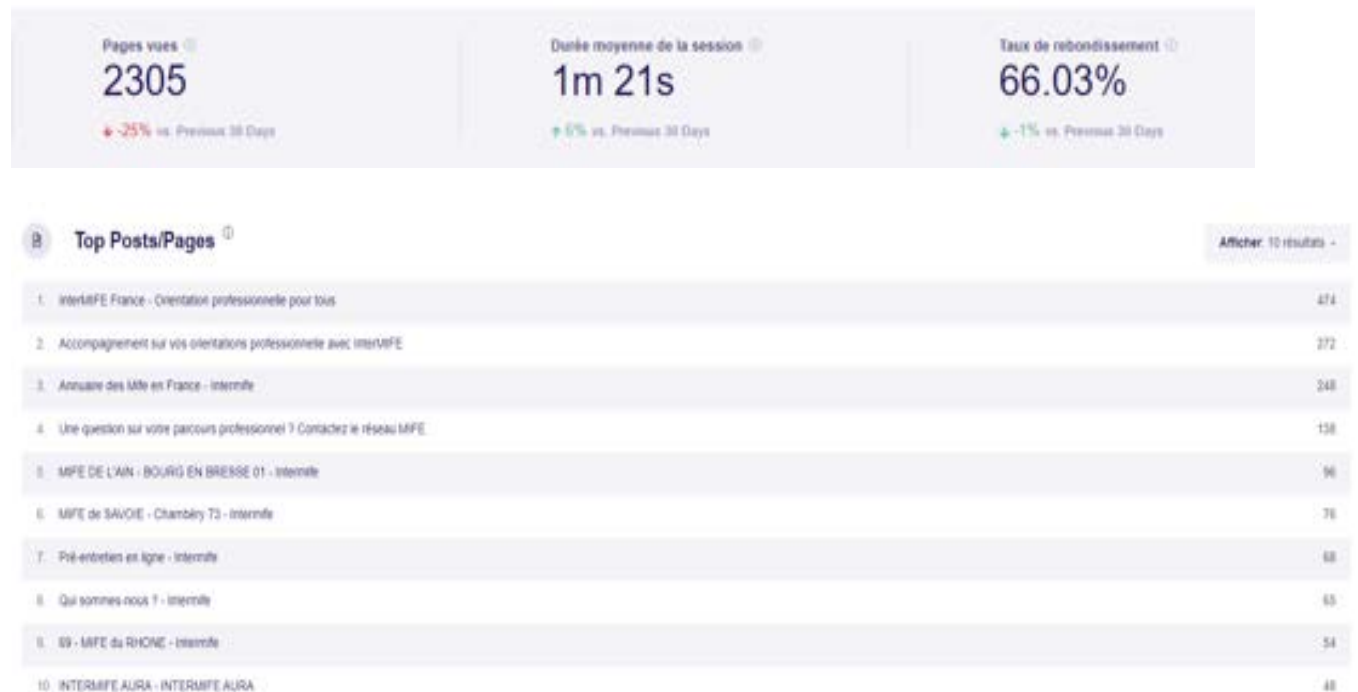 Pages vues
2305
-25% vs. Previous 30 Days
Durée moyenne de la session
1m 21s
6% vs. Previous 30 Days
Taux de rebondissement
66.03%
-1% vs. Previous 30 Days
Top Posts/Pages
Afficher: 10 résultats
1. InterMIFE France - Orientation professionnelle pour tous 474
2. Accompagnement sur vos orientations professionnelle avec InterMIFE 272
3. Annuaire des Mife en France - Intermife 248
4. Une question sur votre parcours professionnel ? Contactez le réseau MIFE 138
5. MIFE DE L'AIN - BOURG EN BRESSE 01 - Intermife 96
6. MIFE de SAVOIE - Chambéry 73 - Intermife 76
7. Pré-entretien en ligne - Intermife 68
8. Qui sommes-nous ? - Intermife 65
9. 69 - MIFE du RHONE - Intermife 54
10. INTERMIFE AURA - INTERMIFE AURA 48